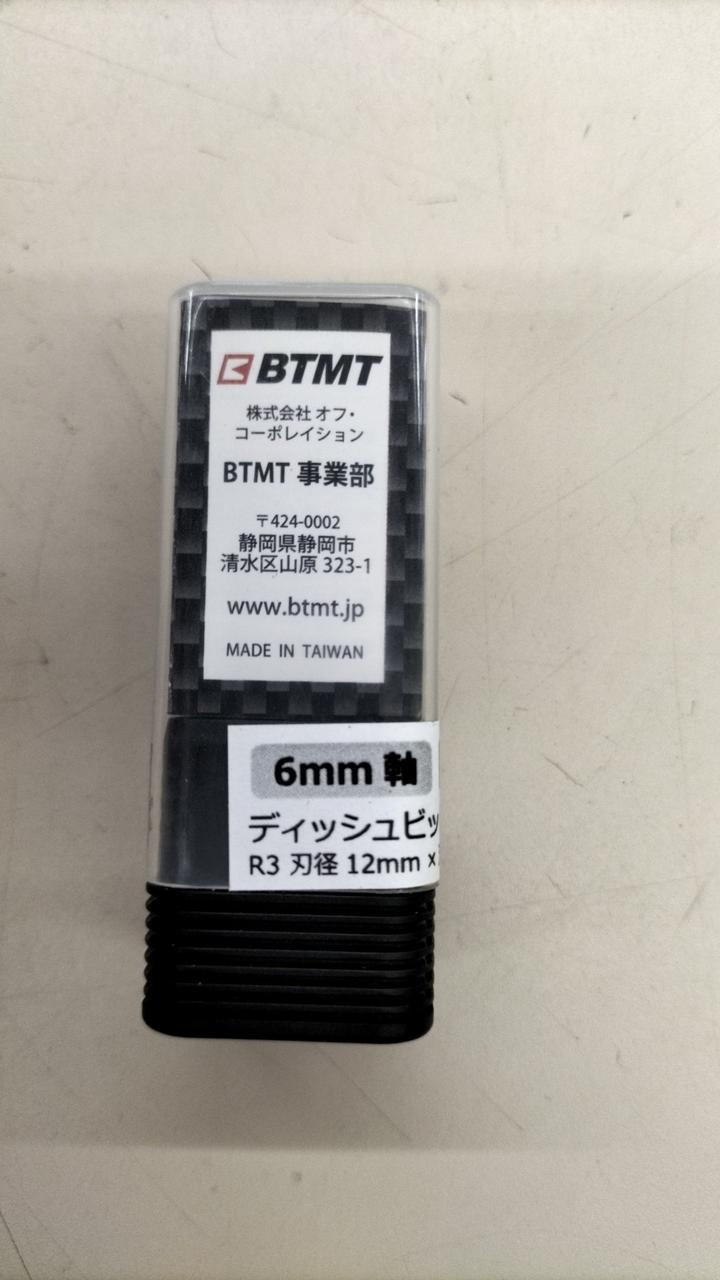 BTMT
株式会社 オフ・
コーポレイション
BTMT 事業部
〒424-0002
静岡県静岡市
清水区山原 323-1
www.btmt.jp
MADE IN TAIWAN
6mm 軸
ディッシュビッ
R3 刃径 12mm ×